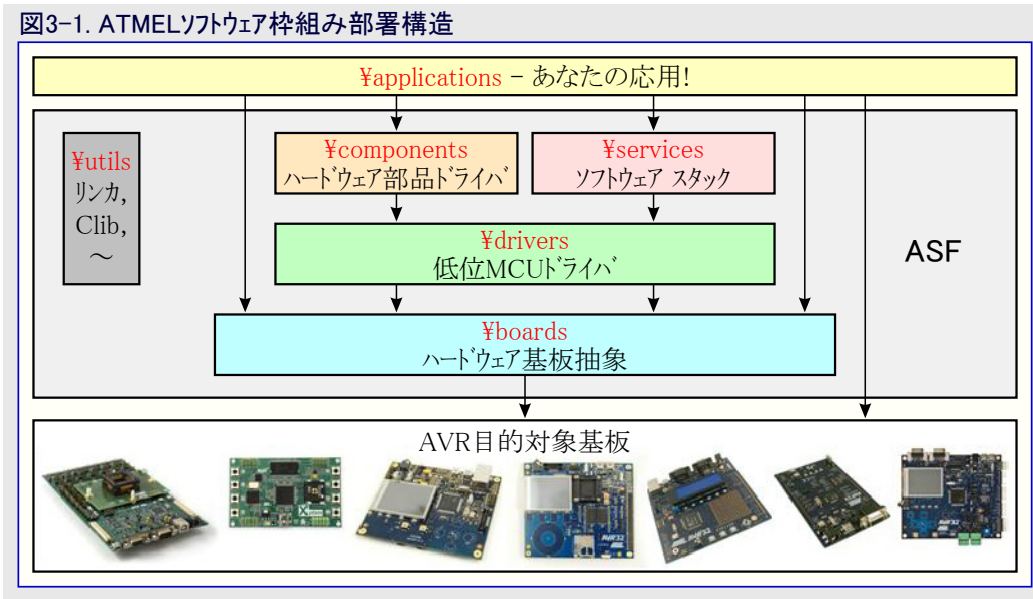 図3-1. ATMELソフトウェア枠組み部署構造
¥applications - あなたの応用!
¥utils
リンカ,
Clib,
～
¥components
ハードウェア部品ドライバ
¥services
ソフトウェア スタック
¥drivers
低位MCUドライバ
ASF
¥boards
ハードウェア基板抽象
AVR目的対象基板
AVR32
AVR32